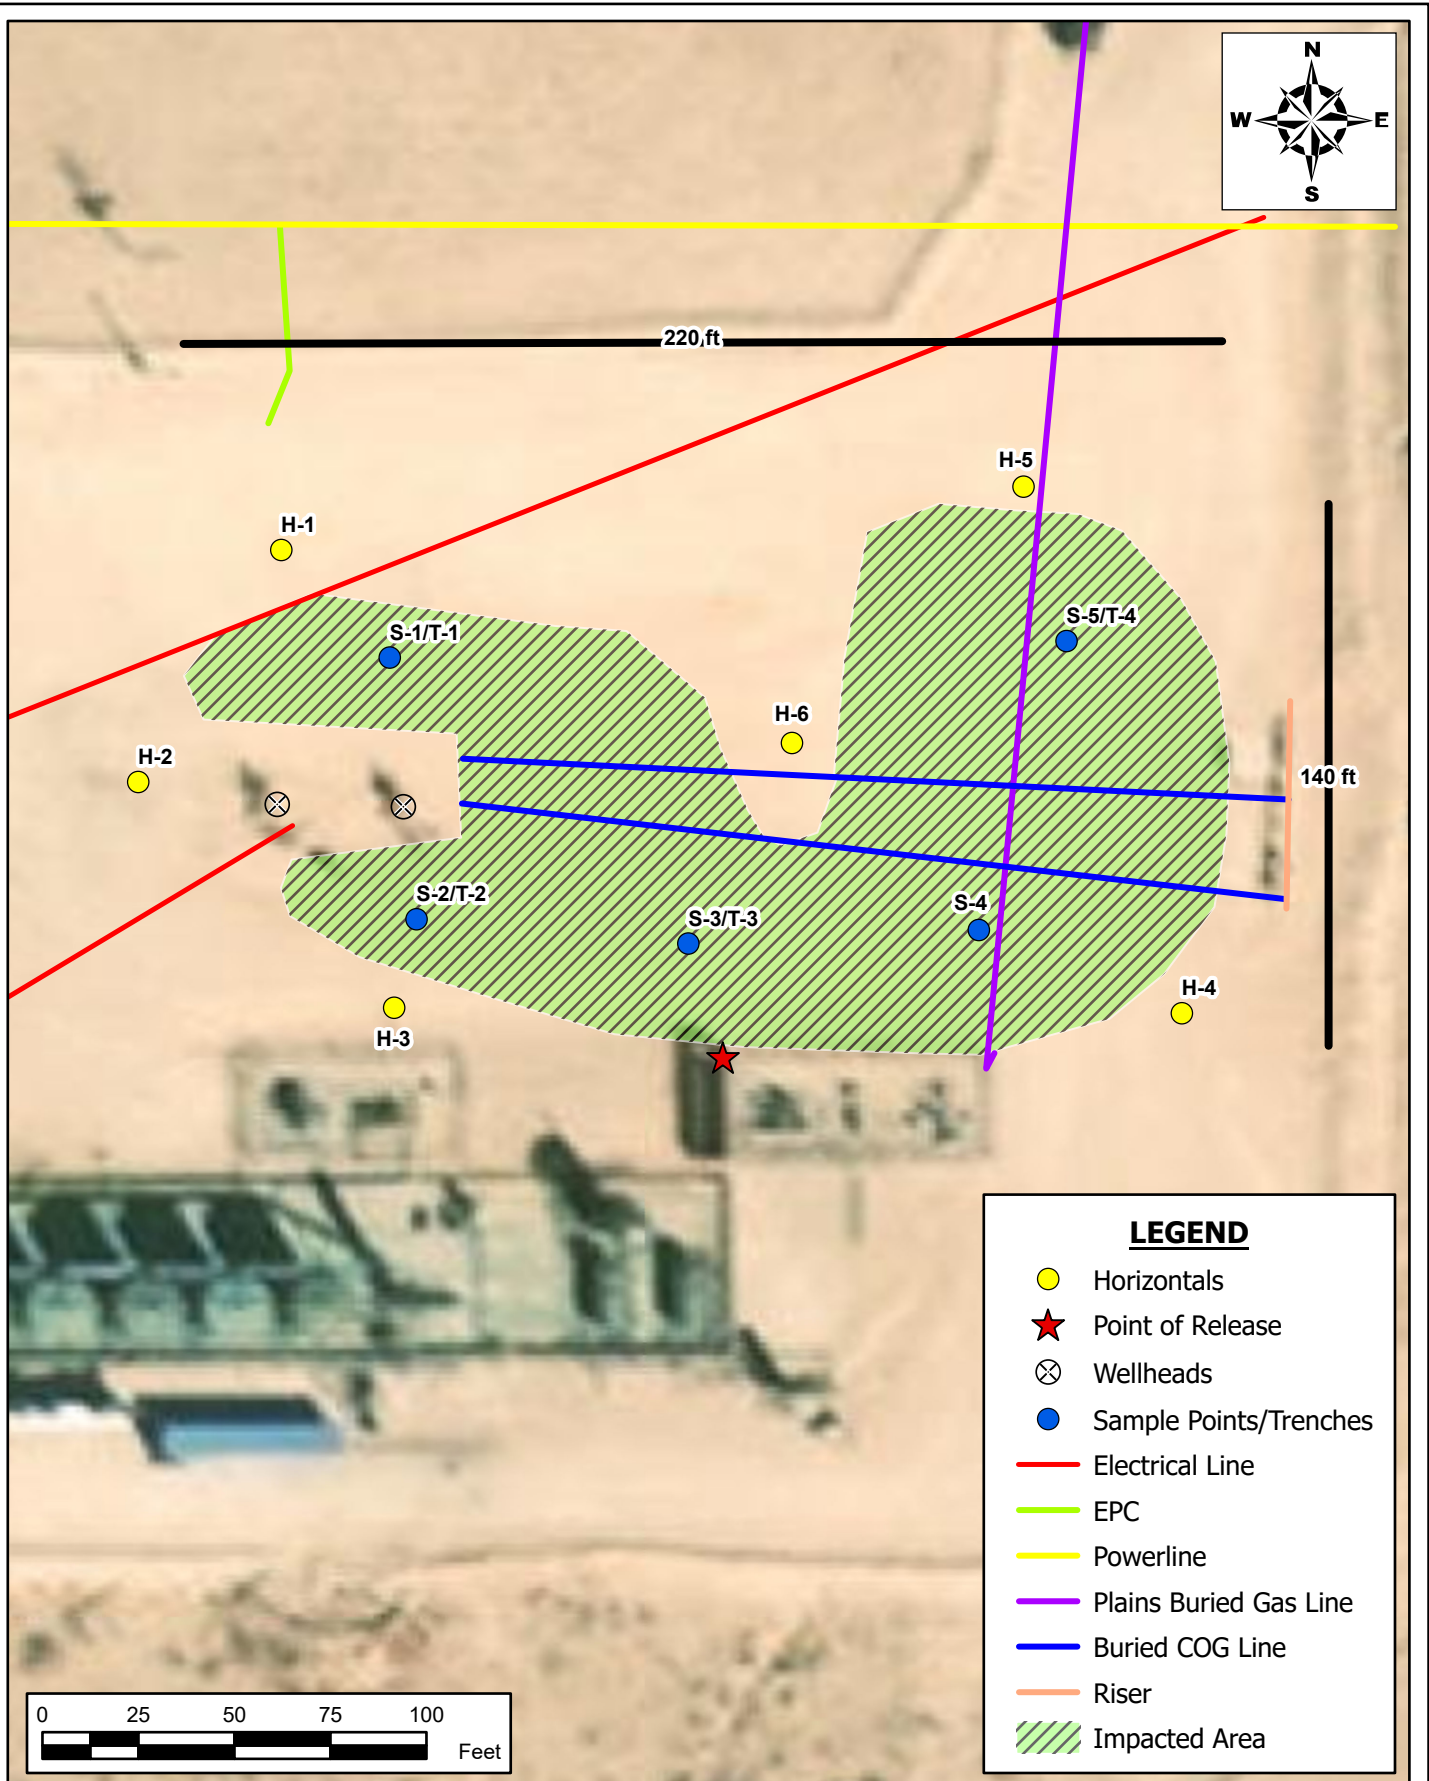 N
W E
S
220 ft
H-5
H-1
S-5/T-4
S-1/T-1
H-6
H-2
140 ft
S-2/T-2
S-3/T-3
S-4
H-4
H-3
LEGEND
Horizontals
Point of Release
Wellheads
Sample Points/Trenches
Electrical Line
EPC
Powerline
Plains Buried Gas Line
Buried COG Line
Riser
Impacted Area
0 25 50 75 100
Feet